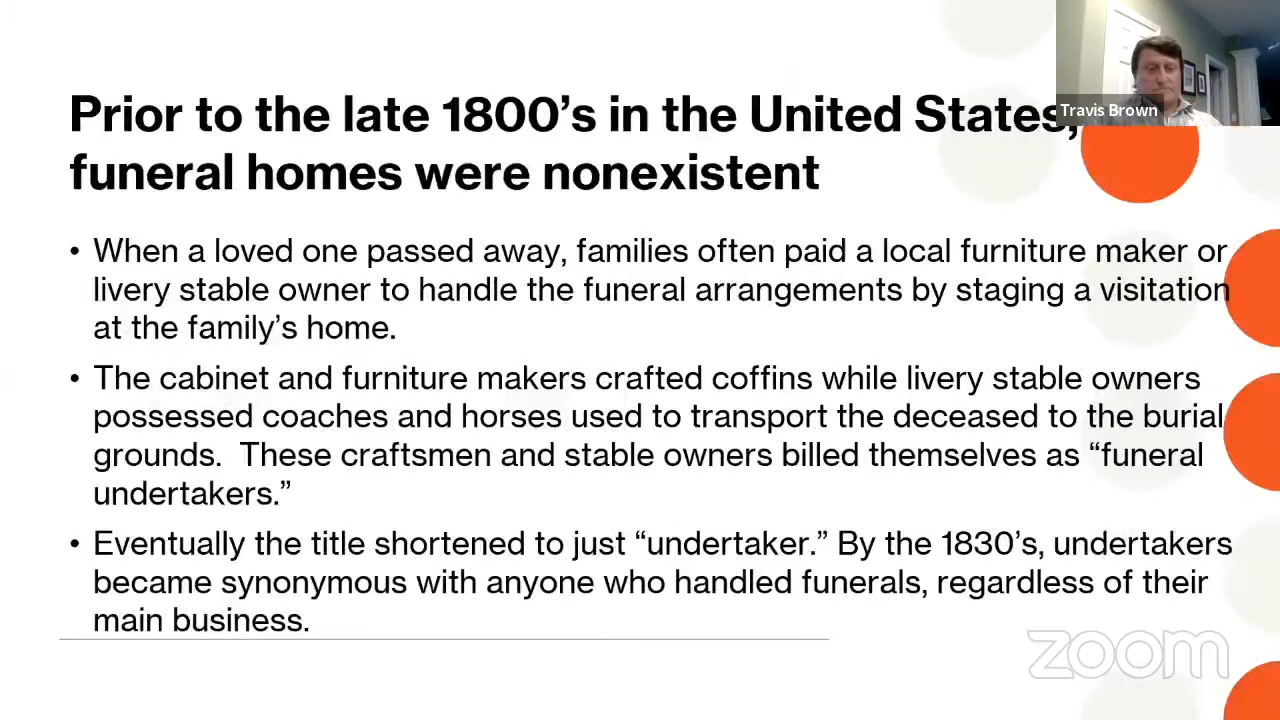 Prior to the late 1800’s in the United States,
funeral homes were nonexistent
Travis Brown
• When a loved one passed away, families often paid a local furniture maker or
livery stable owner to handle the funeral arrangements by staging a visitation
at the family’s home.
• The cabinet and furniture makers crafted coffins while livery stable owners
possessed coaches and horses used to transport the deceased to the burial
grounds.  These craftsmen and stable owners billed themselves as “funeral
undertakers.”
• Eventually the title shortened to just “undertaker.” By the 1830’s, undertakers
became synonymous with anyone who handled funerals, regardless of their
main business.
zoom